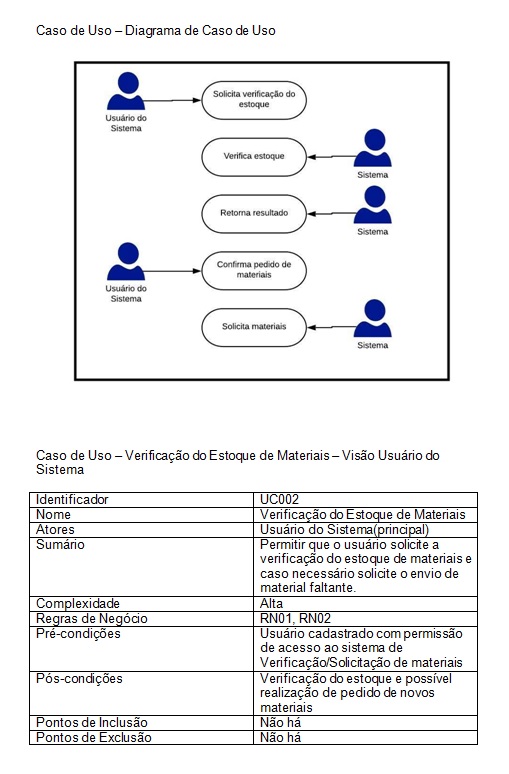 Caso de Uso – Diagrama de Caso de Uso
Usuário do
Sistema
Solicita verificação do
estoque
Verifica estoque
Sistema
Retorna resultado
Sistema
Usuário do
Sistema
Confirma pedido de
materiais
Solicita materiais
Sistema
Caso de Uso – Verificação do Estoque de Materiais – Visão Usuário do
Sistema
Identificador UC002
Nome Verificação do Estoque de Materiais
Atores Usuário do Sistema(principal)
Sumário Permitir que o usuário solicite a
verificação do estoque de materiais e
caso necessário solicite o envio de
material faltante.
Complexidade Alta
Regras de Negócio RN01, RN02
Pré-condições Usuário cadastrado com permissão
de acesso ao sistema de
Verificação/Solicitação de materiais
Pós-condições Verificação do estoque e possível
realização de pedido de novos
materiais
Pontos de Inclusão Não há
Pontos de Exclusão Não há